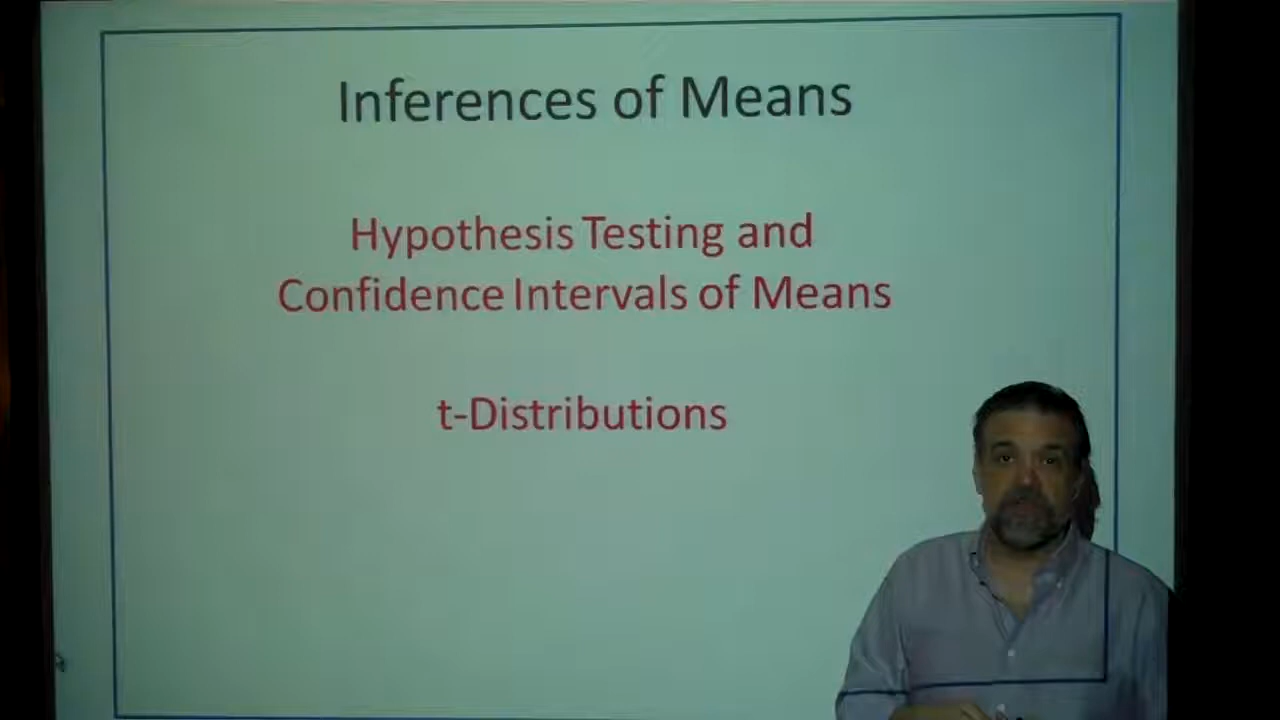 Inferences of Means
Hypothesis Testing and
Confidence Intervals of Means
t-Distributions